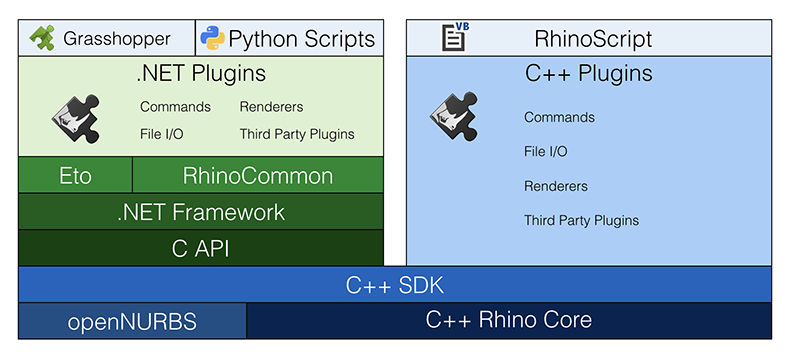 Grasshopper
Python Scripts
.NET Plugins
Commands
Renderers
File I/O
Third Party Plugins
Eto
RhinoCommon
.NET Framework
C API
VB
RhinoScript
C++ Plugins
Commands
File I/O
Renderers
Third Party Plugins
C++ SDK
openNURBS
C++ Rhino Core